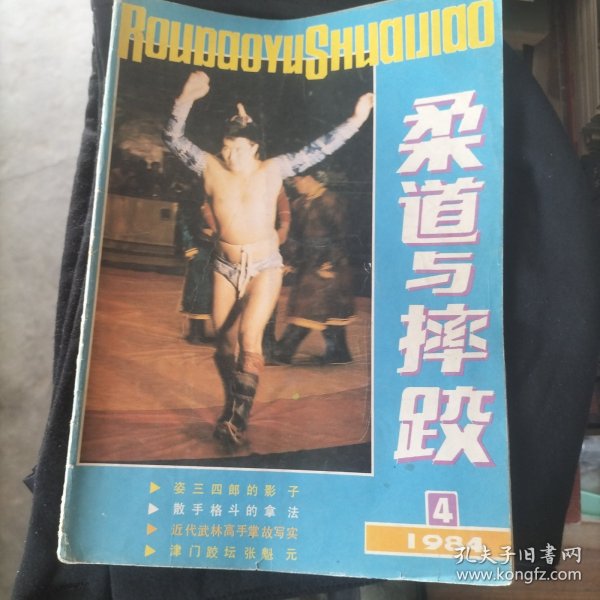 RouDaoYuShuaiJiao
柔道与摔跤
▶ 姿三四郎的影子
▶ 散手格斗的拿法
▶ 近代武林高手掌故写实
▶ 津门跤坛张魁元
4
1984
孔夫子旧书网
www.kongfz.com